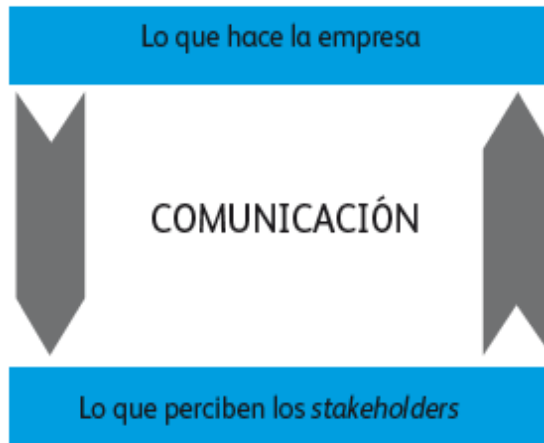 Lo que hace la empresa
COMUNICACIÓN
Lo que perciben los stakeholders